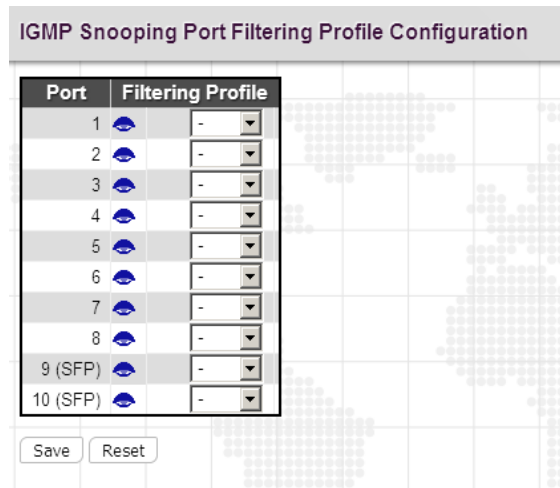 IGMP Snooping Port Filtering Profile Configuration
Port Filtering Profile
1 -
2 -
3 -
4 -
5 -
6 -
7 -
8 -
9 (SFP) -
10 (SFP) -
Save Reset